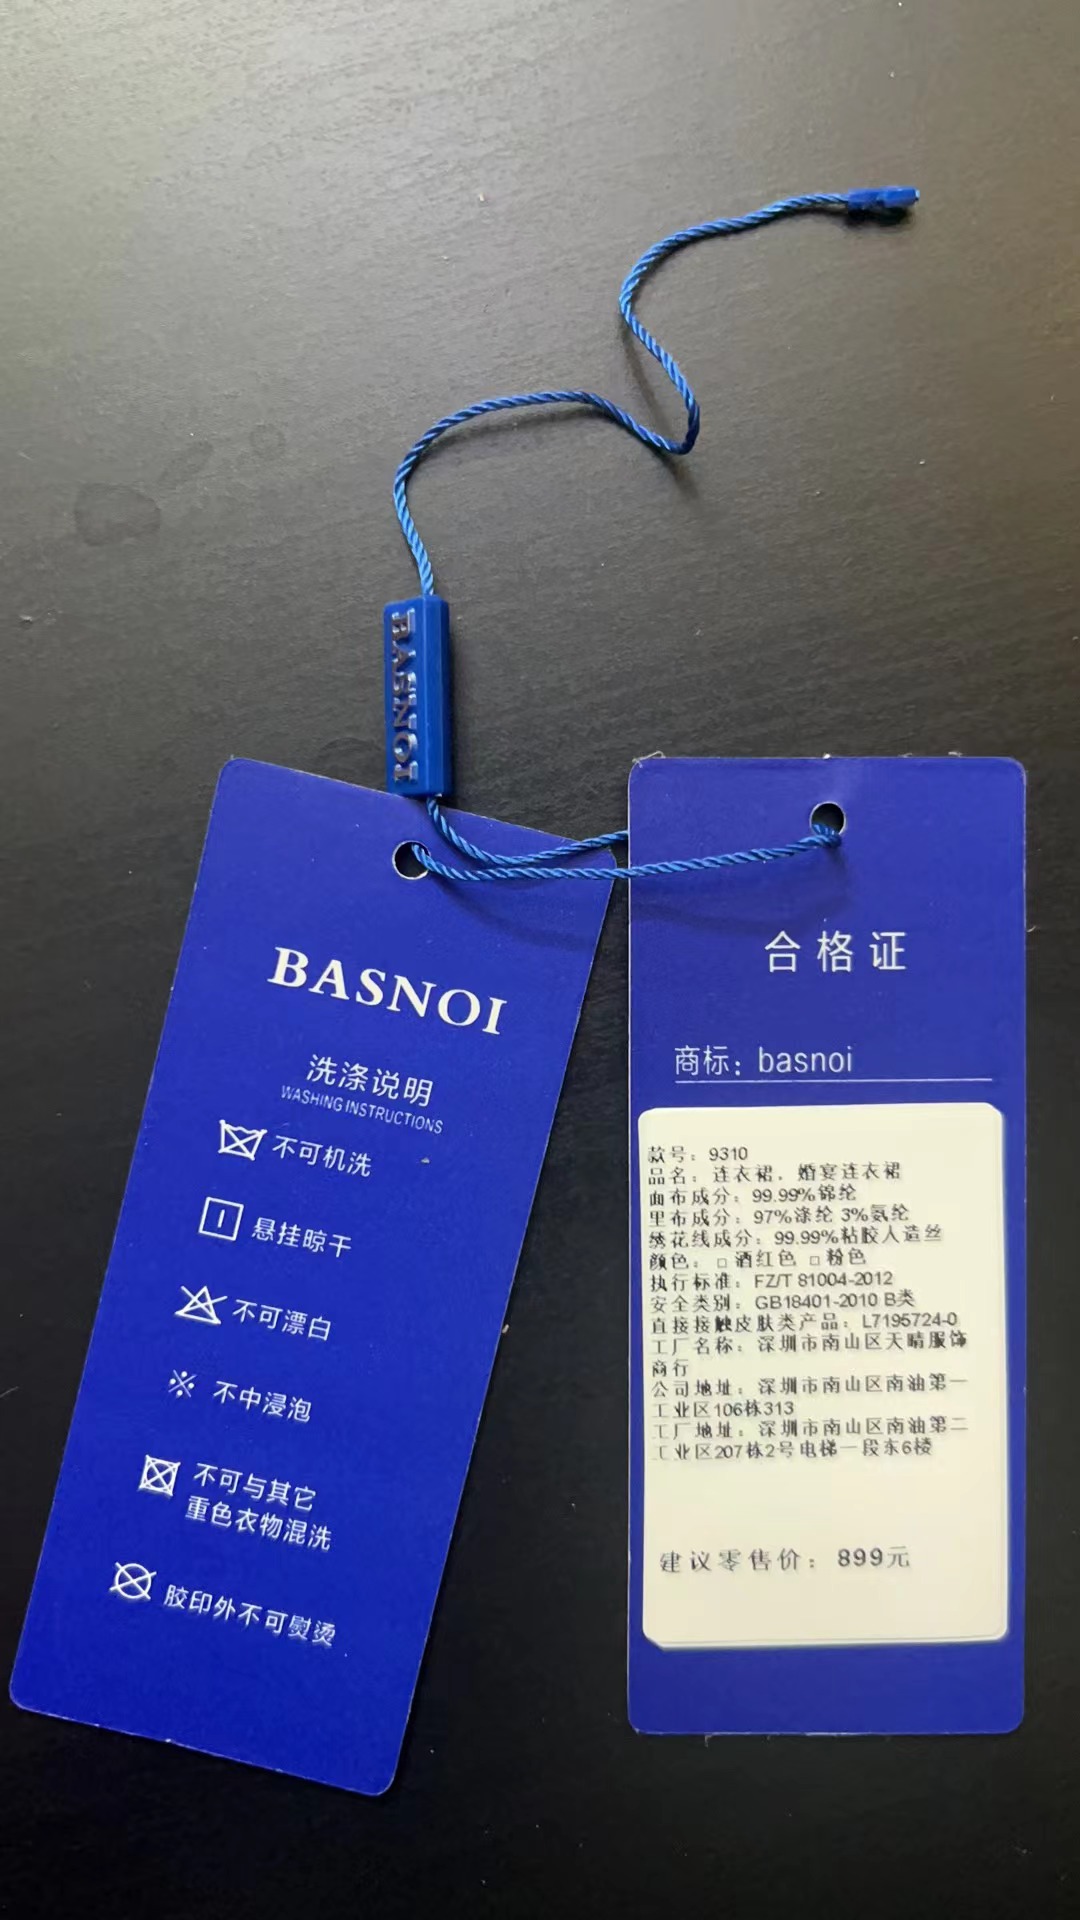 BASNOI
BASNOI
洗涤说明
WASHING INSTRUCTIONS
不可机洗
悬挂晾干
不可漂白
不中浸泡
不可与其它
重色衣物混洗
胶印外不可熨烫
合格证
商标：basnoi
款号：9310
品名：连衣裙，婚宴连衣裙
面布成分：99.99%锦纶
里布成分：97%涤纶 3%氨纶
绣花线成分：99.99%粘胶人造丝
颜色：□酒红色 □粉色
执行标准：FZ/T 81004-2012
安全类别：GB18401-2010 B类
直接接触皮肤类产品：L7195724-0
工厂名称：深圳市南山区天晴服饰
商行
公司地址：深圳市南山区南油第一
工业区106栋313
工厂地址：深圳市南山区南油第二
工业区207栋2号电梯一段东6楼
建议零售价：899元